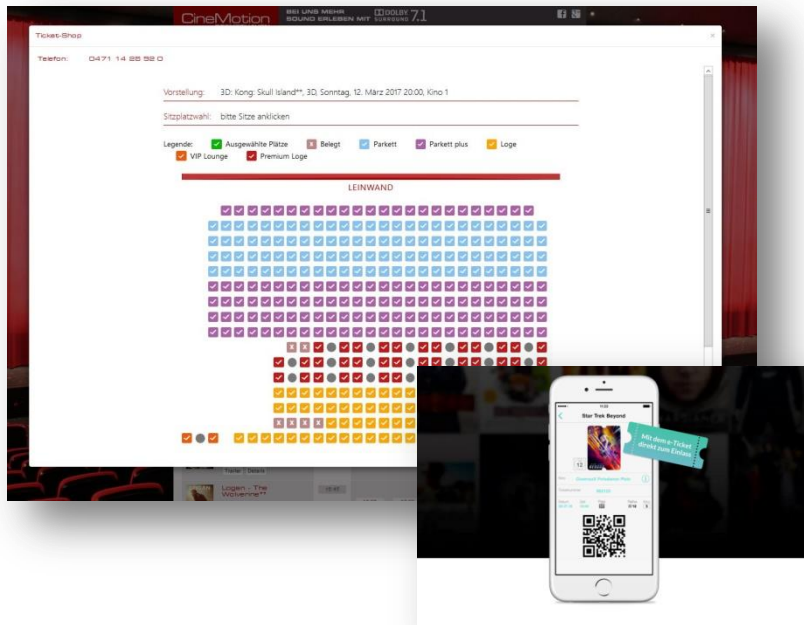 CineMotion
BEI UNS MEHR
SOUND ERLEBEN MIT
DOLBY
SURROUND 7.1
Ticket-Shop
×
Telefon: 0471 14 28 52 0
Vorstellung: 3D: Kong: Skull Island**, 3D, Sonntag, 12. März 2017 20:00, Kino 1
Sitzplatzwahl: bitte Sitze anklicken
Legende: Ausgewählte Plätze Belegt Parkett Parkett plus Loge
VIP Lounge Premium Loge
LEINWAND
Trailer | Details
Logan - The
Wolverine**
Star Trek Beyond
Mit dem e-Ticket
direkt zum Einlass
12